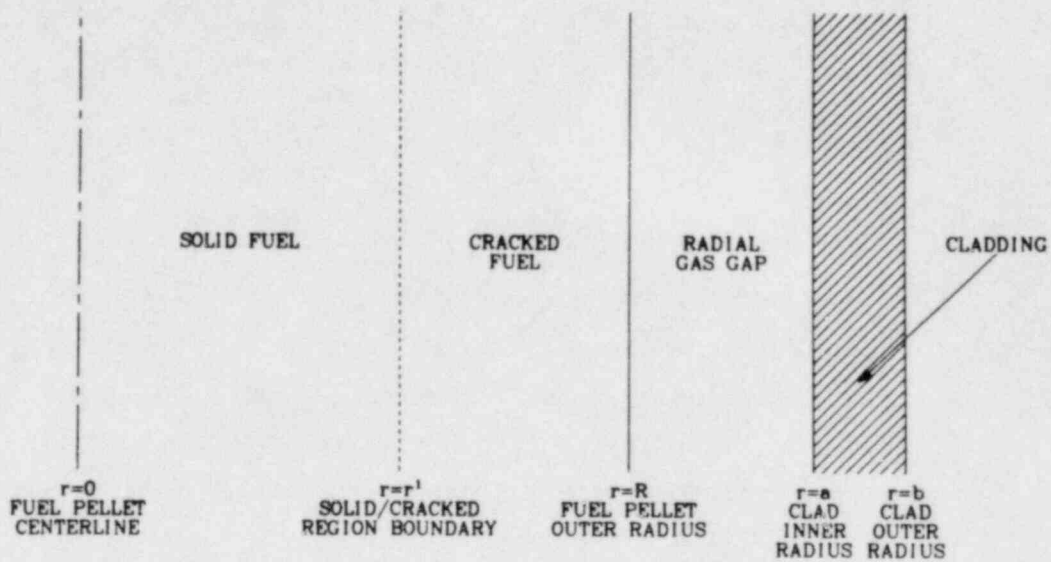 SOLID FUEL
CRACKED
FUEL
RADIAL
GAS GAP
CLADDING
r=0
FUEL PELLET
CENTERLINE
r=r'
SOLID/CRACKED
REGION BOUNDARY
r=R
FUEL PELLET
OUTER RADIUS
r=a
CLAD
INNER
RADIUS
r=b
CLAD
OUTER
RADIUS